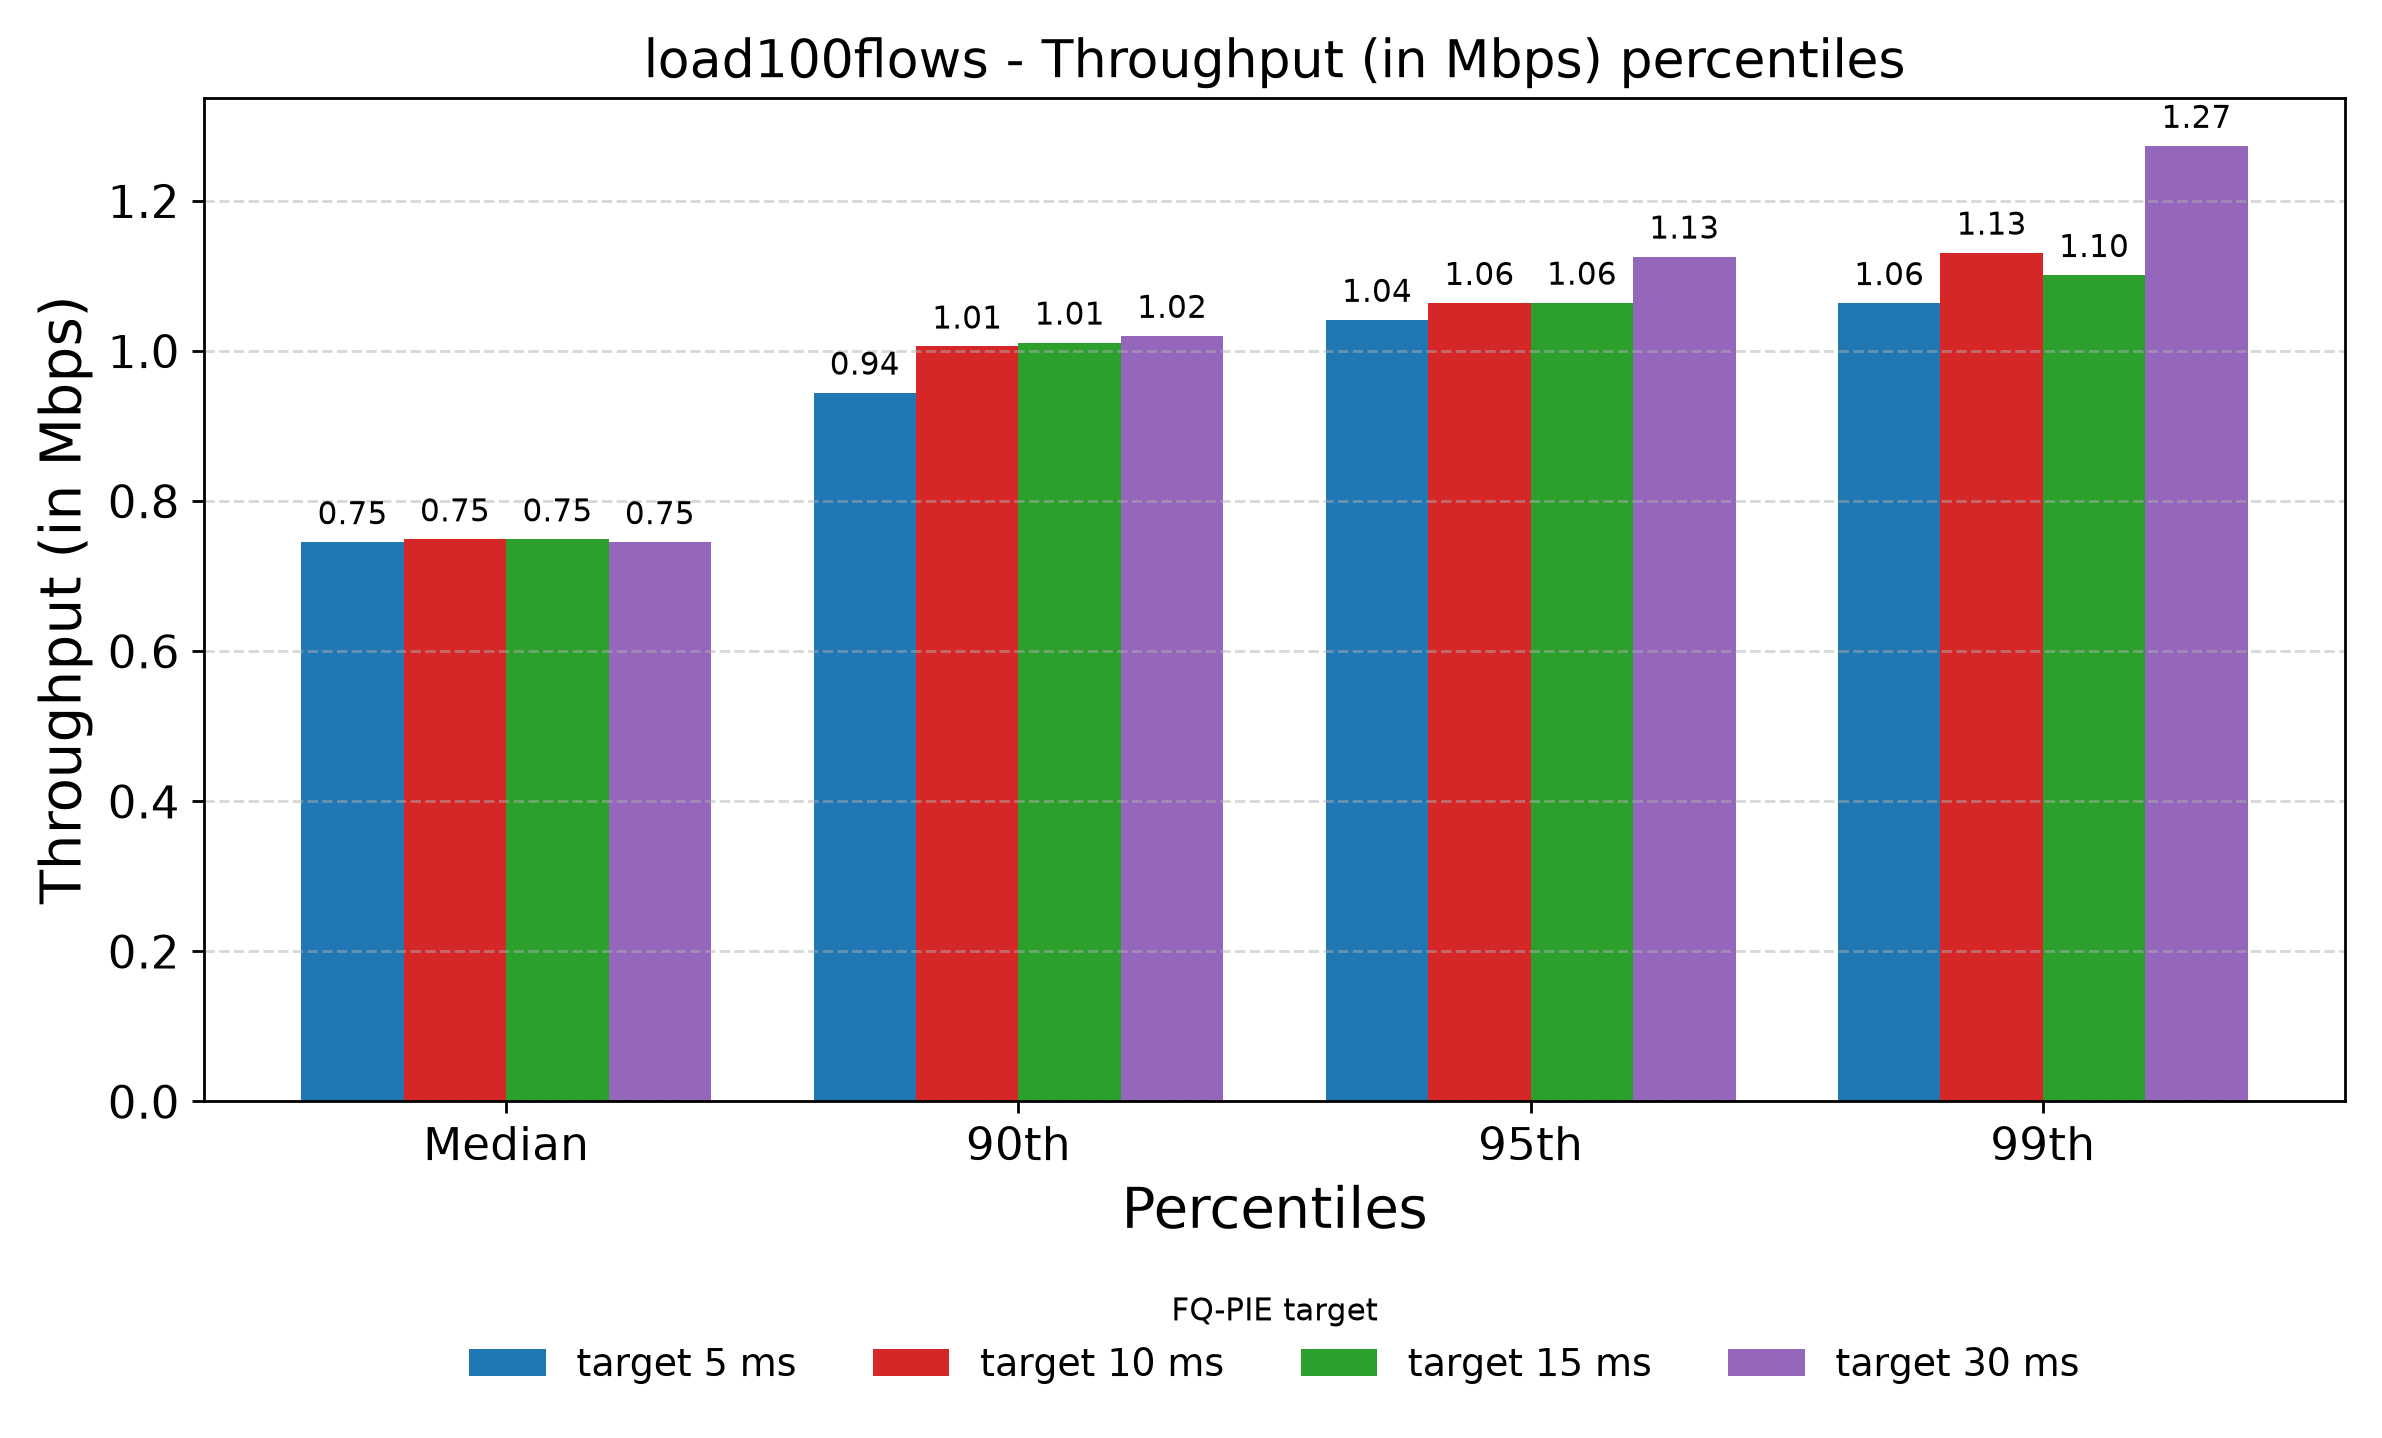 load100flows - Throughput (in Mbps) percentiles
Throughput (in Mbps)
1.2
1.0
0.8
0.6
0.4
0.2
0.0
0.75 0.75 0.75 0.75
0.94 1.01 1.01 1.02
1.04 1.06 1.06 1.13
1.06 1.13 1.10 1.27
Median 90th 95th 99th
Percentiles
FQ-PIE target
target 5 ms target 10 ms target 15 ms target 30 ms